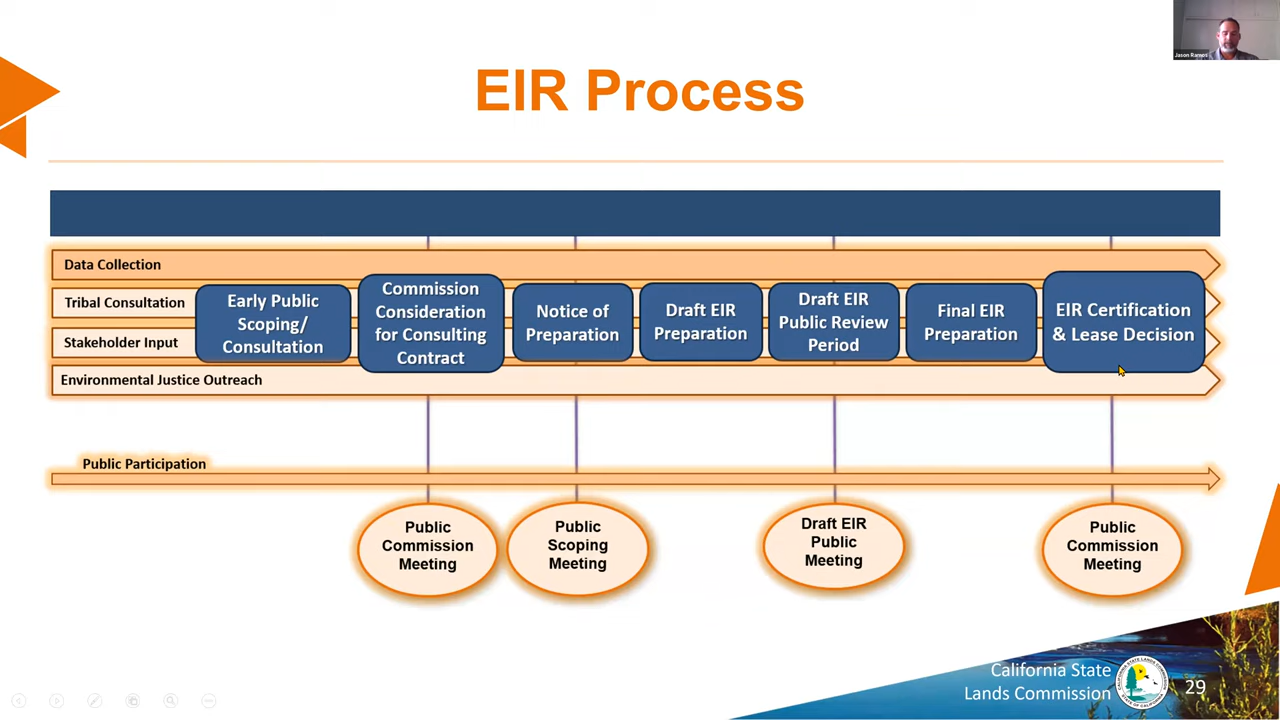 Jason Ramos
EIR Process
Data Collection
Tribal Consultation
Stakeholder Input
Environmental Justice Outreach
Early Public
Scoping/
Consultation
Commission
Consideration
for Consulting
Contract
Notice of
Preparation
Draft EIR
Preparation
Draft EIR
Public Review
Period
Final EIR
Preparation
EIR Certification
& Lease Decision
Public Participation
Public
Commission
Meeting
Public
Scoping
Meeting
Draft EIR
Public
Meeting
Public
Commission
Meeting
California State
Lands Commission
29